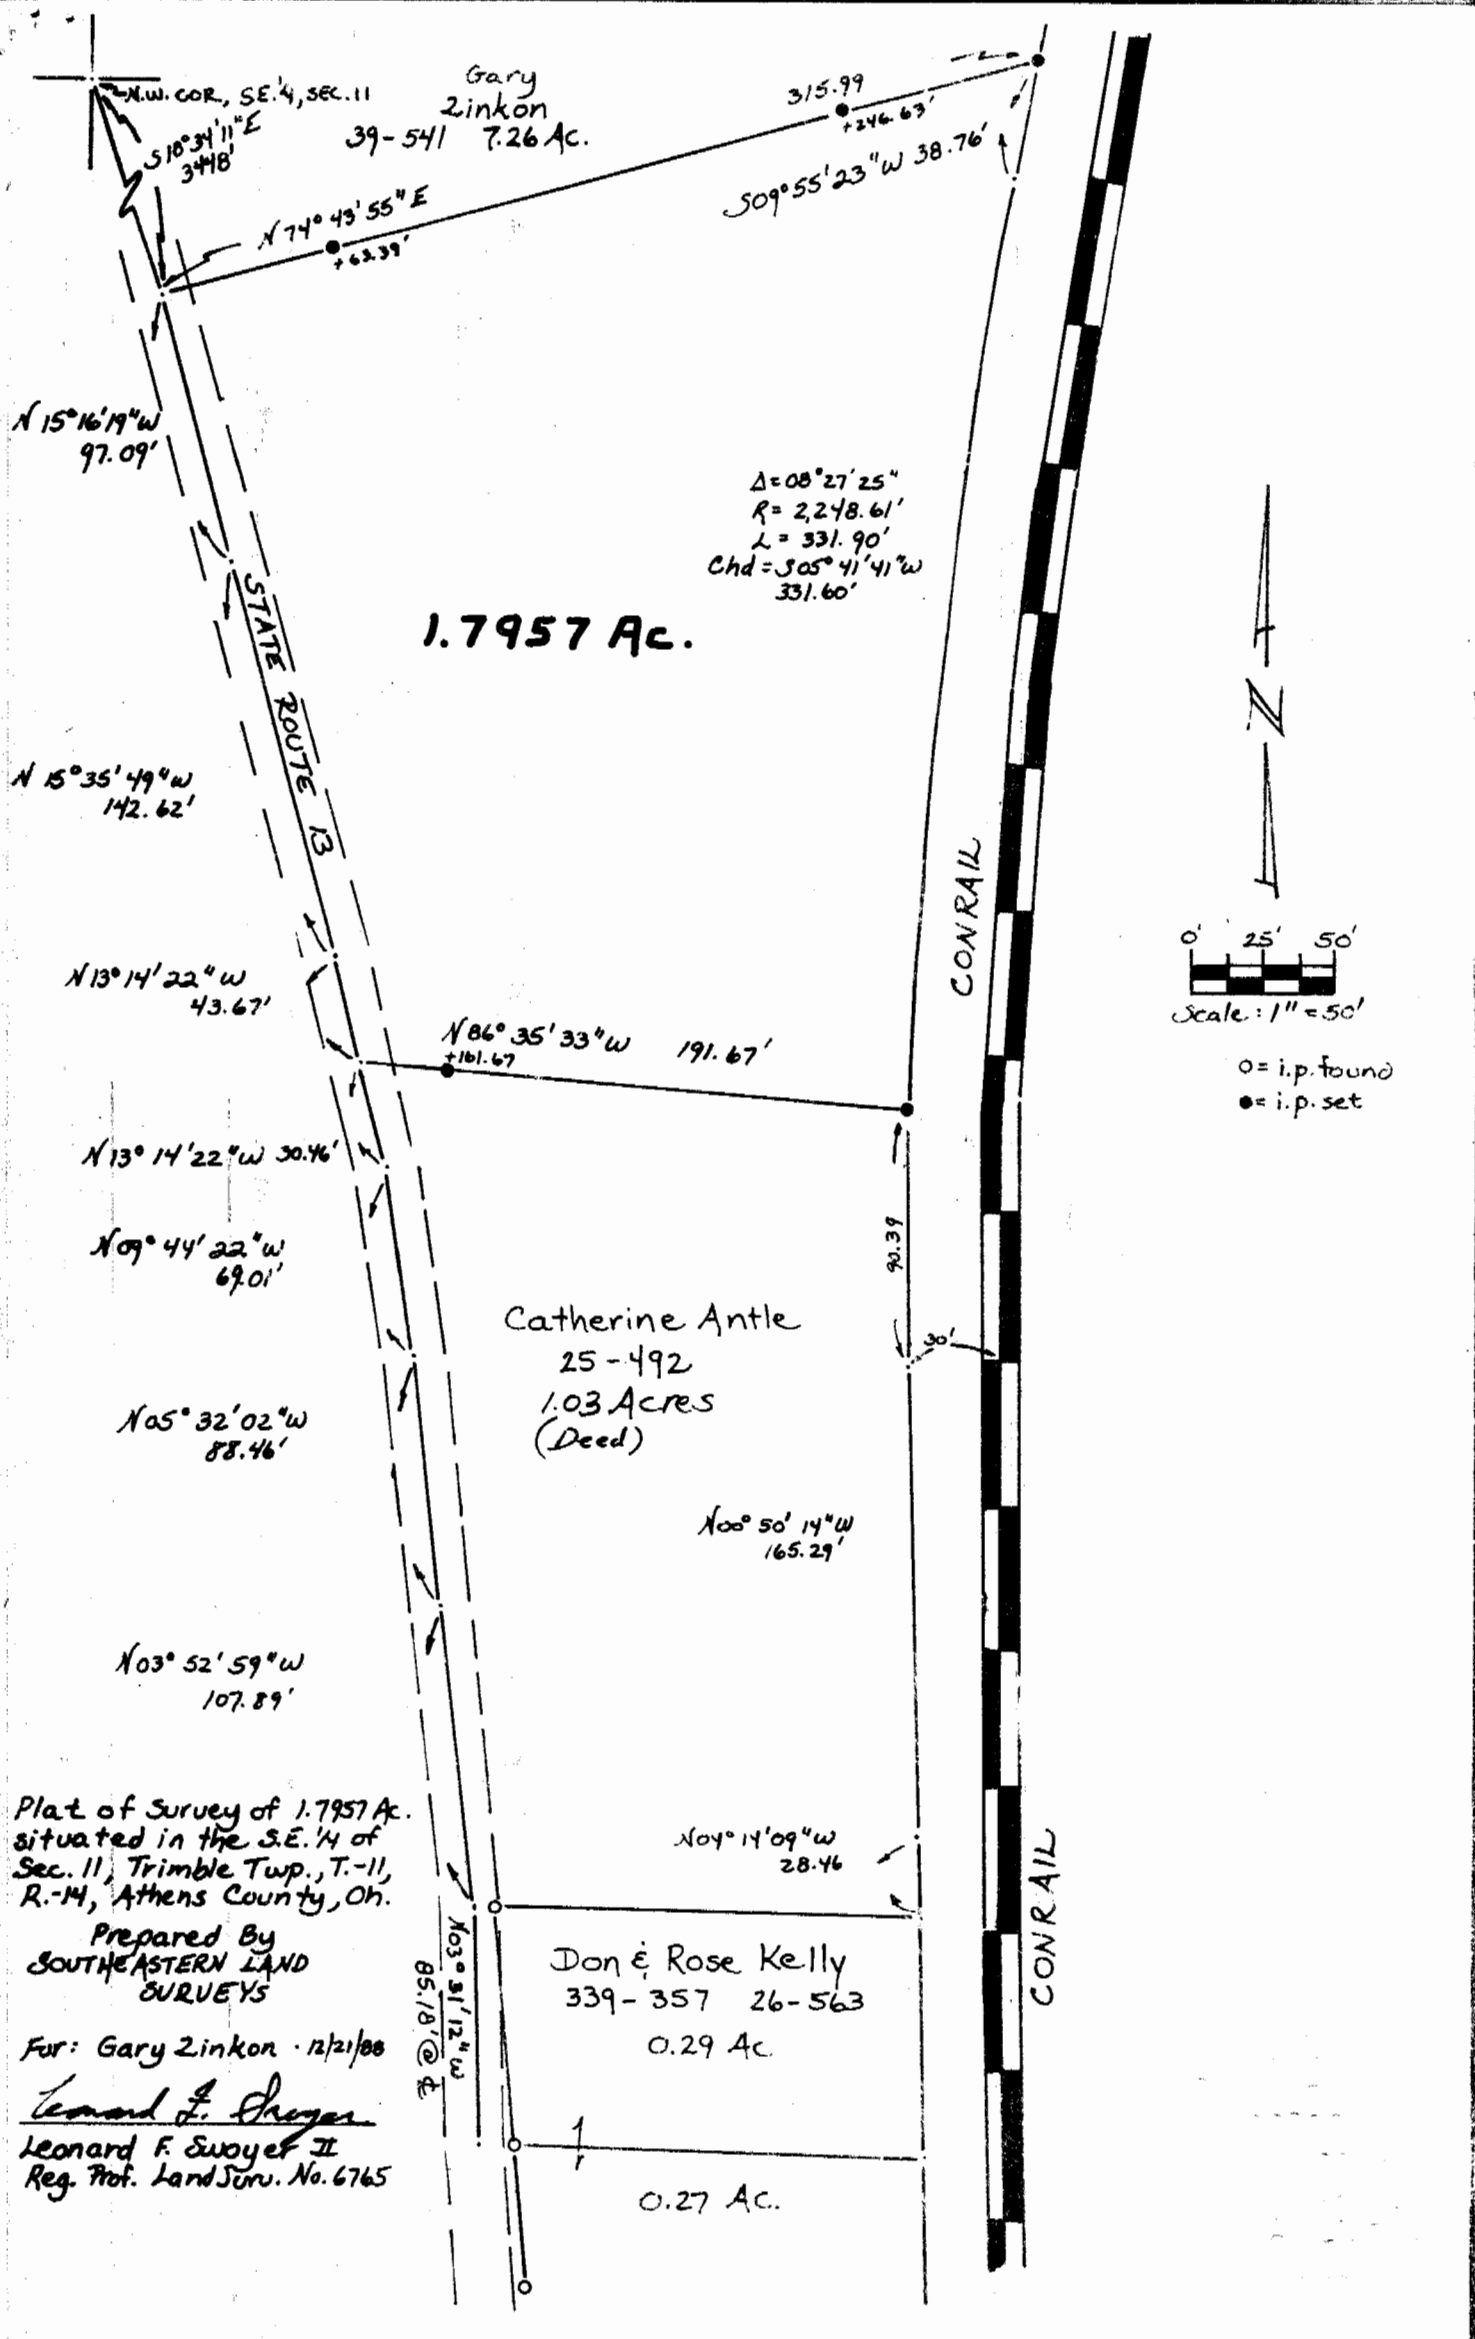 N.W. COR., SE.¼, SEC. 11
S18°34'11"E
3448'
Gary
Zinkon
39-541 7.26 Ac.
315.99
+246.63'
S09°55'23"W 38.76'
N74°43'55"E
+63.39'
N15°16'19"W
97.09'
Δ=08°27'25"
R= 2,248.61'
L= 331.90'
Chd=S05°41'41"W
331.60'
1.7957 Ac.
STATE ROUTE 13
N
N15°35'49"W
142.62'
CONRAIL
0' 25' 50'
Scale: 1"=50'
o= i.p. found
●= i.p. set
N13°14'22"W
43.67'
N86°35'33"W 191.67'
+161.67
N13°14'22"W 30.46'
90.39
N09°44'22"W
69.01'
Catherine Antle
25-492
1.03 Acres
(Deed)
30'
N05°32'02"W
88.46'
N00°50'14"W
165.29'
N03°52'59"W
107.89'
N04°14'09"W
28.46
CONRAIL
Plat of Survey of 1.7957 Ac.
situated in the S.E.¼ of
Sec. 11, Trimble Twp., T.-11,
R.-14, Athens County, Oh.
Prepared By
SOUTHEASTERN LAND
SURVEYS
For: Gary Zinkon · 12/21/88
Leonard F. Swoyer
Leonard F. Swoyer II
Reg. Prof. Land Surv. No. 6765
N03°31'12"W
85.18' @ ℄
Don & Rose Kelly
339-357 26-563
0.29 Ac.
0.27 Ac.